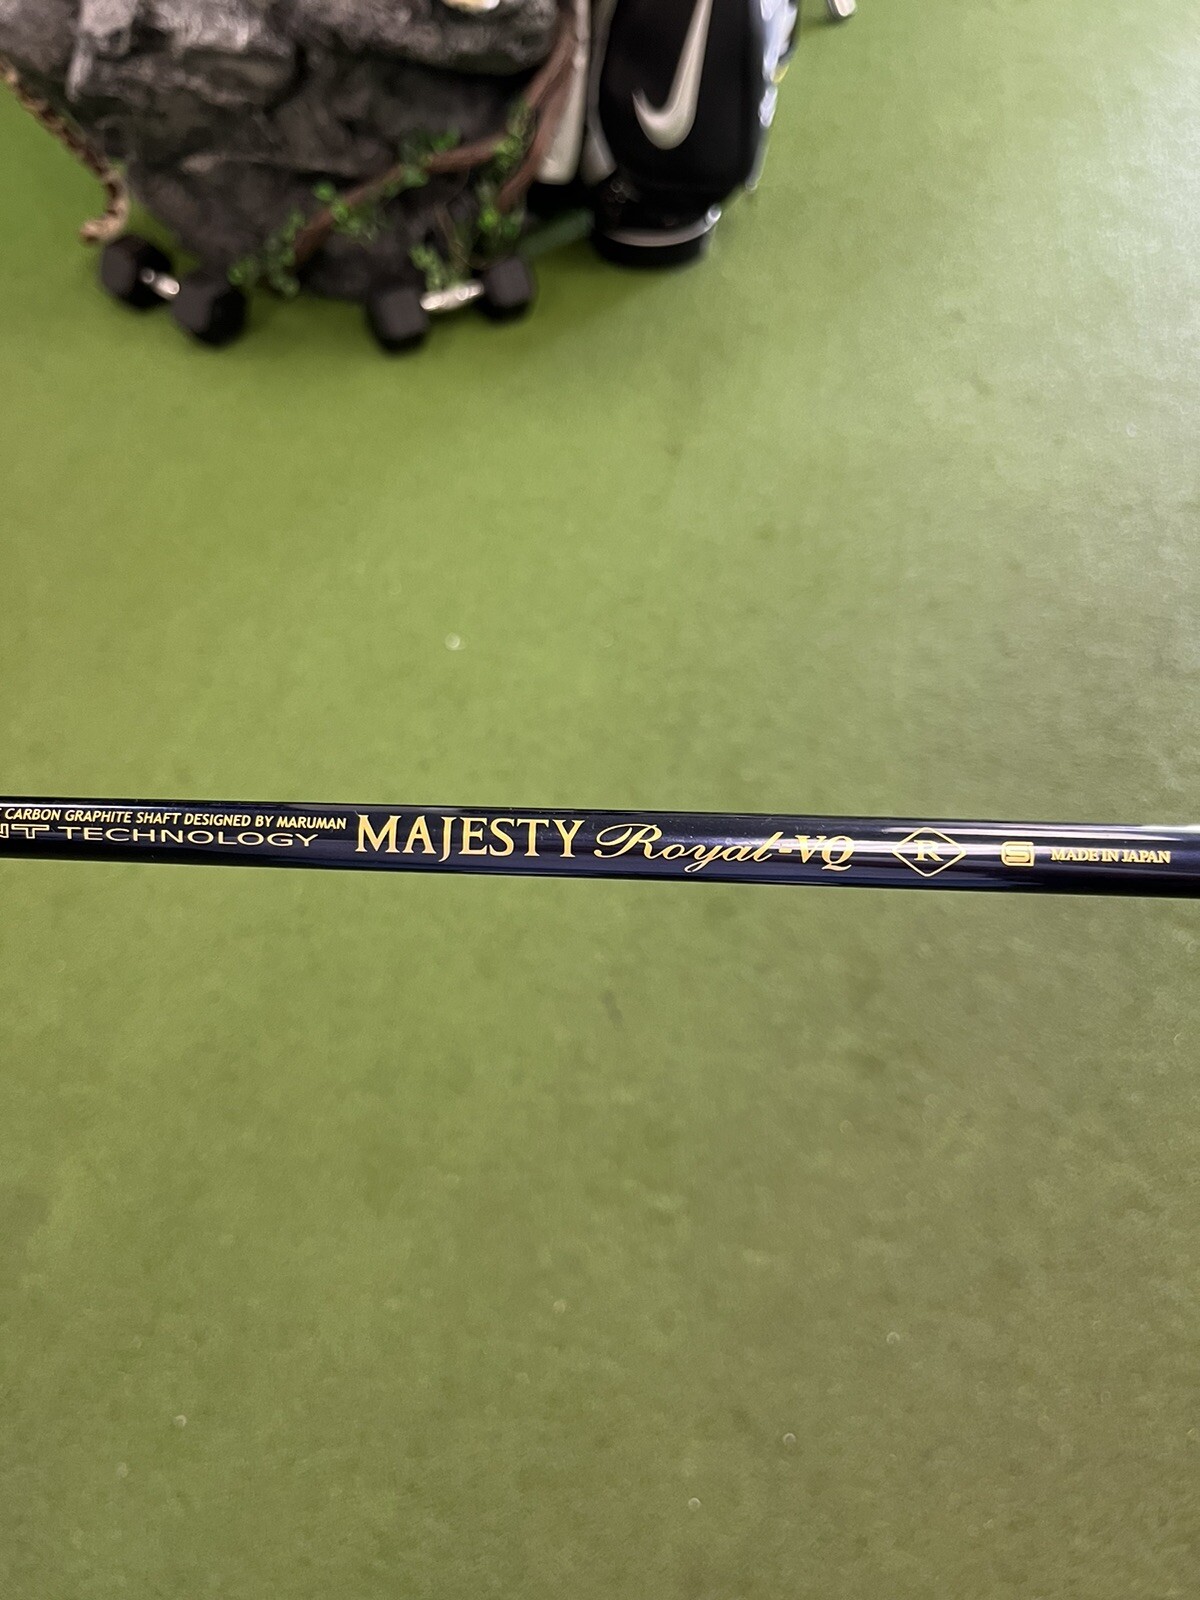 CARBON GRAPHITE SHAFT DESIGNED BY MARUMAN
TECHNOLOGY
MAJESTY Royal-VQ R S MADE IN JAPAN